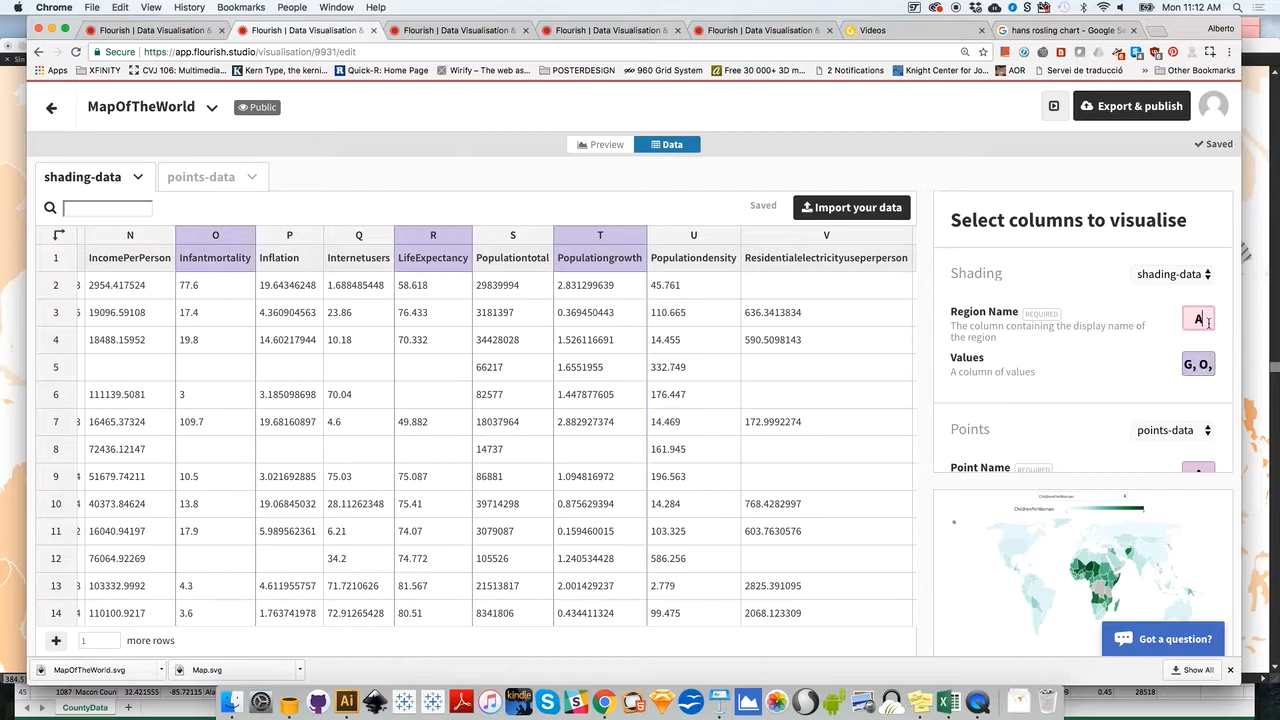 Chrome File Edit View History Bookmarks People Window Help Mon 11:12 AM
Flourish | Data Visualisation & × Flourish | Data Visualisation & × Flourish | Data Visualisation & × Flourish | Data Visualisation & × Flourish | Data Visualisation & × Videos × hans rosling chart - Google Se × Alberto
Secure https://app.flourish.studio/visualisation/9931/edit
Apps XFINITY CVJ 106: Multimedia... Kern Type, the kerni... Quick-R: Home Page Wirify – The web as... POSTERDESIGN 960 Grid System Free 30 000+ 3D m... 2 Notifications Knight Center for Jo... AOR Servei de traducció » Other Bookmarks
MapOfTheWorld Public Export & publish
Preview Data Saved
shading-data points-data
Saved Import your data
N O P Q R S T U V
1 IncomePerPerson Infantmortality Inflation Internetusers LifeExpectancy Populationtotal Populationgrowth Populationdensity Residentialelectricityuseperperson
2 2954.417524 77.6 19.64346248 1.688485448 58.618 29839994 2.831299639 45.761
3 19096.59108 17.4 4.360904563 23.86 76.433 3181397 0.369450443 110.665 636.3413834
4 18488.15952 19.8 14.60217944 10.18 70.332 34428028 1.526116691 14.455 590.5098143
5 66217 1.6551955 332.749
6 111139.5081 3 3.185098698 70.04 82577 1.447877605 176.447
7 16465.37324 109.7 19.68160897 4.6 49.882 18037964 2.882927374 14.469 172.9992274
8 72436.12147 14737 161.945
9 51679.74211 10.5 3.021692885 75.03 75.087 86881 1.094816972 196.563
10 40373.84624 13.8 19.06845032 28.11262348 75.41 39714298 0.875629394 14.284 768.4282997
11 16040.94197 17.9 5.989562361 6.21 74.07 3079087 0.159460015 103.325 603.7630576
12 76064.92269 34.2 74.772 105526 1.240534428 586.256
13 103332.9992 4.3 4.611955757 71.7210626 81.567 21513817 2.001429237 2.779 2825.391095
14 110100.9217 3.6 1.763741978 72.91265428 80.51 8341806 0.434411324 99.475 2068.123309
1 more rows
Select columns to visualise
Shading shading-data
Region Name REQUIRED A
The column containing the display name of
the region
Values G, O,
A column of values
Points points-data
Point Name REQUIRED
ChildrenPerWoman
ChildrenPerWoman
Got a question?
MapOfTheWorld.svg Map.svg Show All
1087 Macon Coun 32.421555 -85.72215 0.45 28518
CountyData